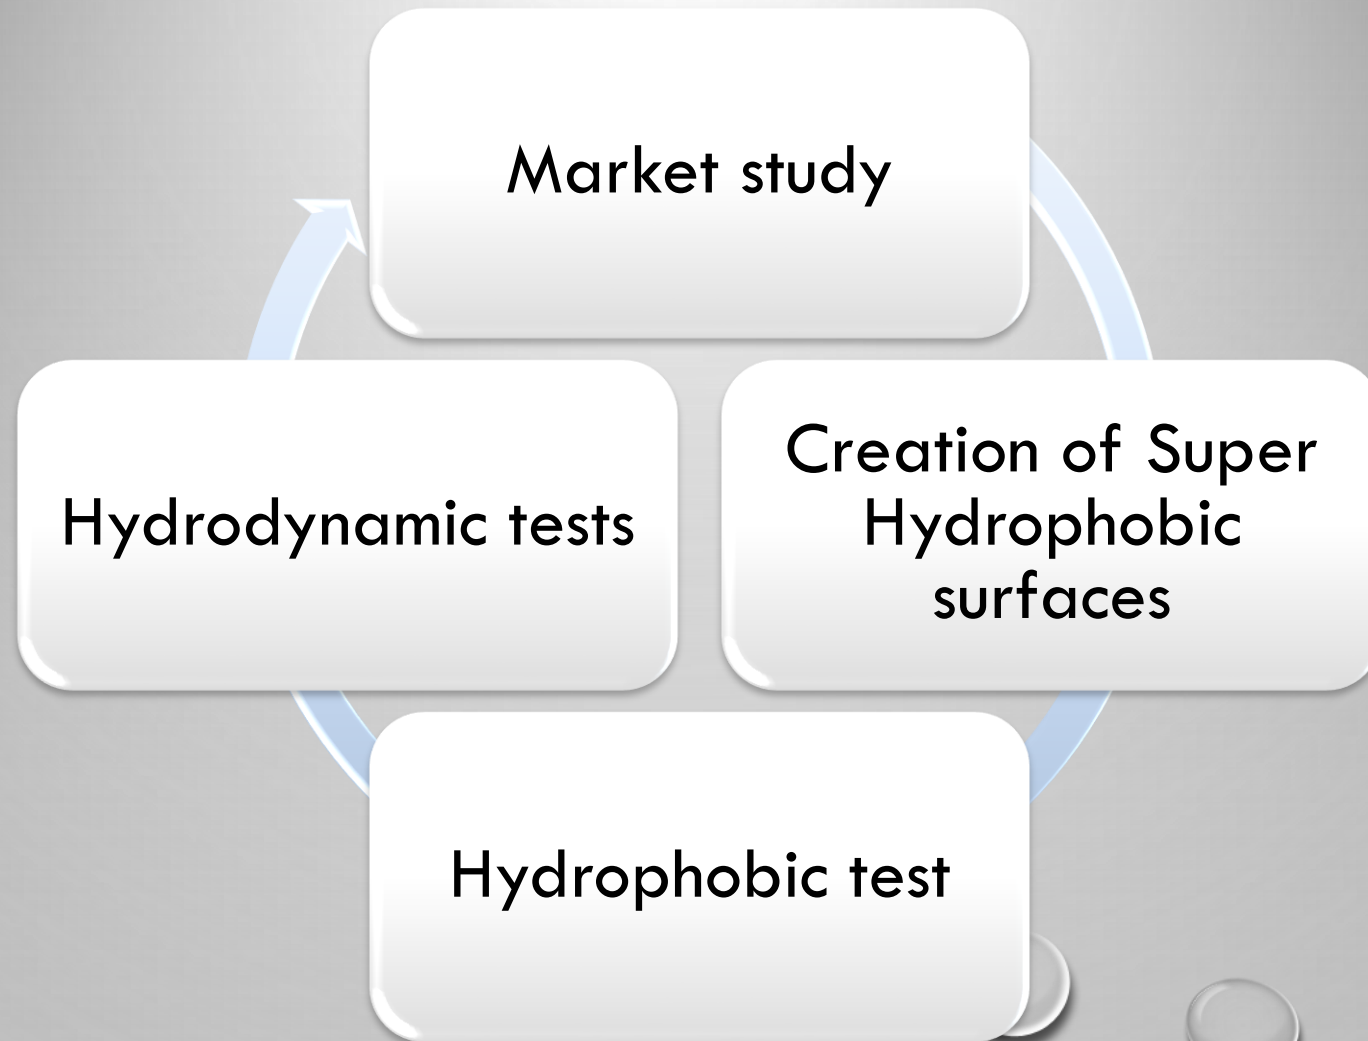 Market study
Hydrodynamic tests
Creation of Super
Hydrophobic
surfaces
Hydrophobic test